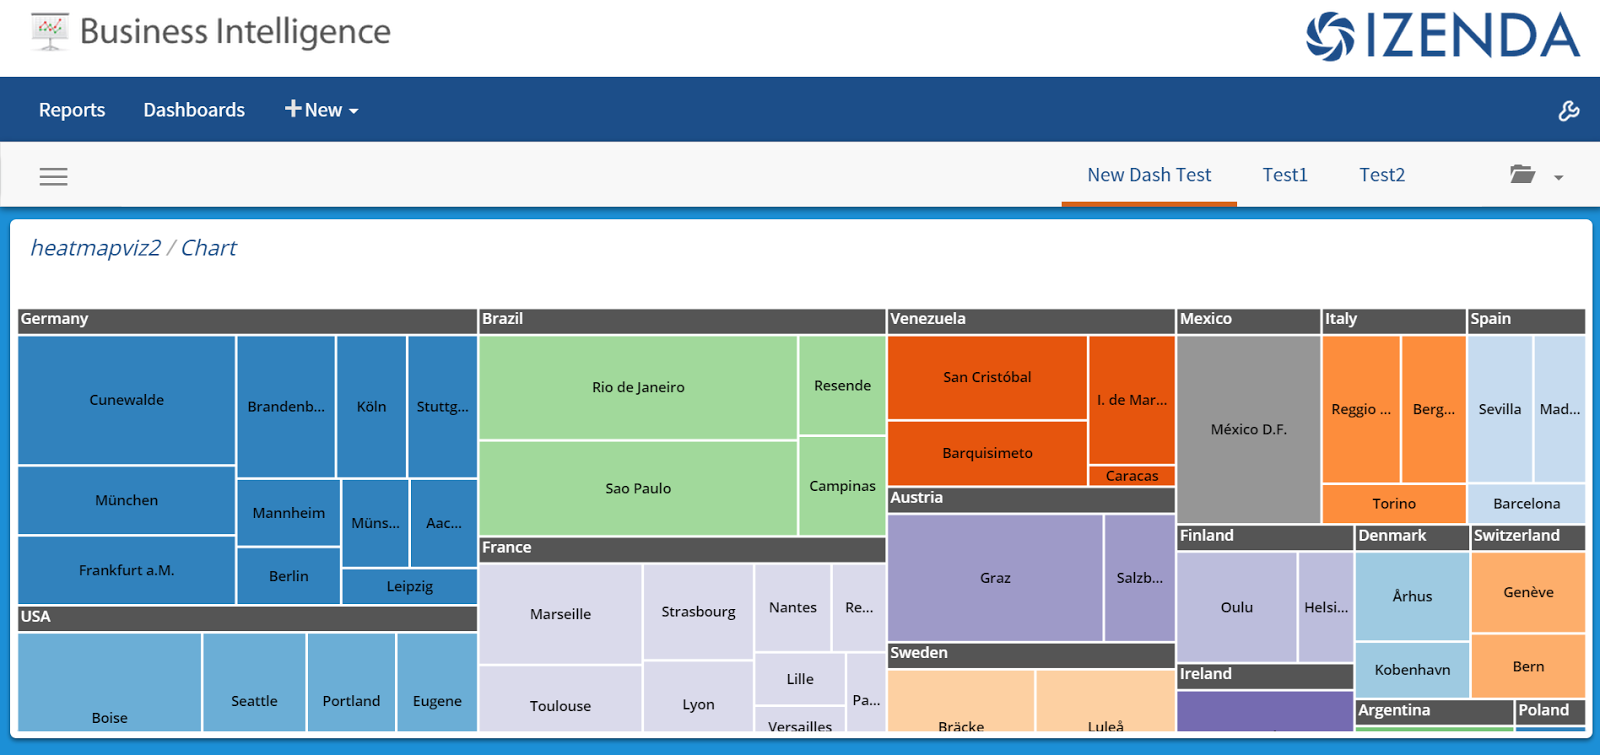 Business Intelligence
IZENDA
Reports
Dashboards
+New
New Dash Test
Test1
Test2
heatmapviz2 / Chart
Germany
Cunewalde
Brandenb...
Köln
Stuttg...
München
Mannheim
Müns...
Aac...
Frankfurt a.M.
Berlin
Leipzig
USA
Boise
Seattle
Portland
Eugene
Brazil
Rio de Janeiro
Resende
Sao Paulo
Campinas
France
Marseille
Strasbourg
Nantes
Re...
Toulouse
Lyon
Lille
Pa...
Versailles
Venezuela
San Cristóbal
I. de Mar...
Barquisimeto
Caracas
Austria
Graz
Salzb...
Sweden
Bräcke
Luleå
Mexico
México D.F.
Italy
Reggio ...
Berg...
Torino
Spain
Sevilla
Mad...
Barcelona
Finland
Oulu
Helsi...
Denmark
Århus
Kobenhavn
Switzerland
Genève
Bern
Ireland
Argentina
Poland